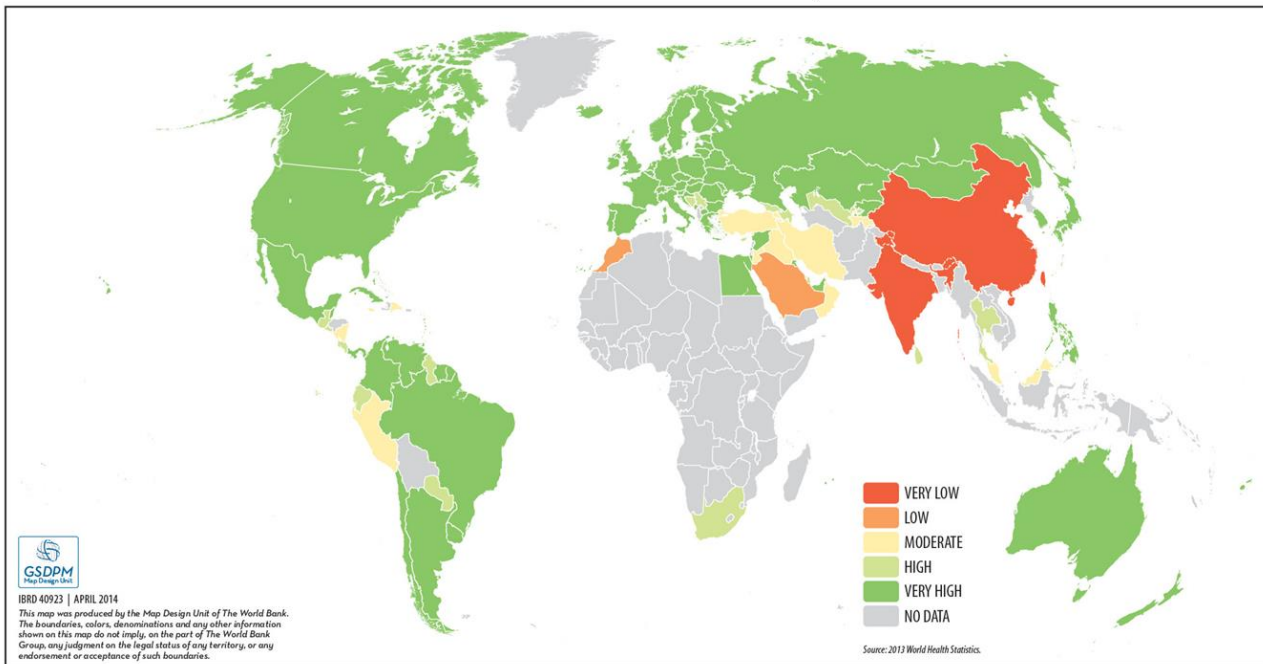 VERY LOW
LOW
MODERATE
HIGH
VERY HIGH
NO DATA
GSDPM
Map Design Unit
IBRD 40923 | APRIL 2014
This map was produced by the Map Design Unit of The World Bank.
The boundaries, colors, denominations and any other information
shown on this map do not imply, on the part of The World Bank
Group, any judgment on the legal status of any territory, or any
endorsement or acceptance of such boundaries.
Source: 2013 World Health Statistics.